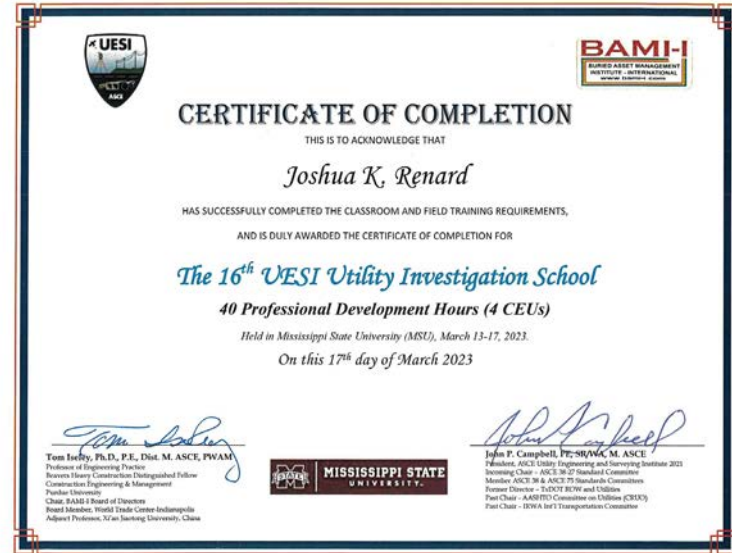 UESI
ASCE
BAMI-I
BURIED ASSET MANAGEMENT
INSTITUTE - INTERNATIONAL
www.bami-i.com
CERTIFICATE OF COMPLETION
THIS IS TO ACKNOWLEDGE THAT
Joshua K. Renard
HAS SUCCESSFULLY COMPLETED THE CLASSROOM AND FIELD TRAINING REQUIREMENTS,
AND IS DULY AWARDED THE CERTIFICATE OF COMPLETION FOR
The 16th UESI Utility Investigation School
40 Professional Development Hours (4 CEUs)
Held in Mississippi State University (MSU), March 13-17, 2023.
On this 17th day of March 2023
Tom Iseley
Tom Iseley, Ph.D., P.E., Dist. M. ASCE, PWAM
Professor of Engineering Practice
Beavers Heavy Construction Distinguished Fellow
Construction Engineering & Management
Purdue University
Chair, BAMI-I Board of Directors
Board Member, World Trade Center-Indianapolis
Adjunct Professor, Xi'an Jiaotong University, China
STATE
MISSISSIPPI STATE
UNIVERSITY™
John Campbell
John P. Campbell, PE, SR/WA, M. ASCE
President, ASCE Utility Engineering and Surveying Institute 2021
Incoming Chair – ASCE 38-27 Standard Committee
Member ASCE 38 & ASCE 75 Standards Committees
Former Director – TxDOT ROW and Utilities
Past Chair - AASHTO Committee on Utilities (CRUO)
Past Chair - IRWA Int'l Transportation Committee